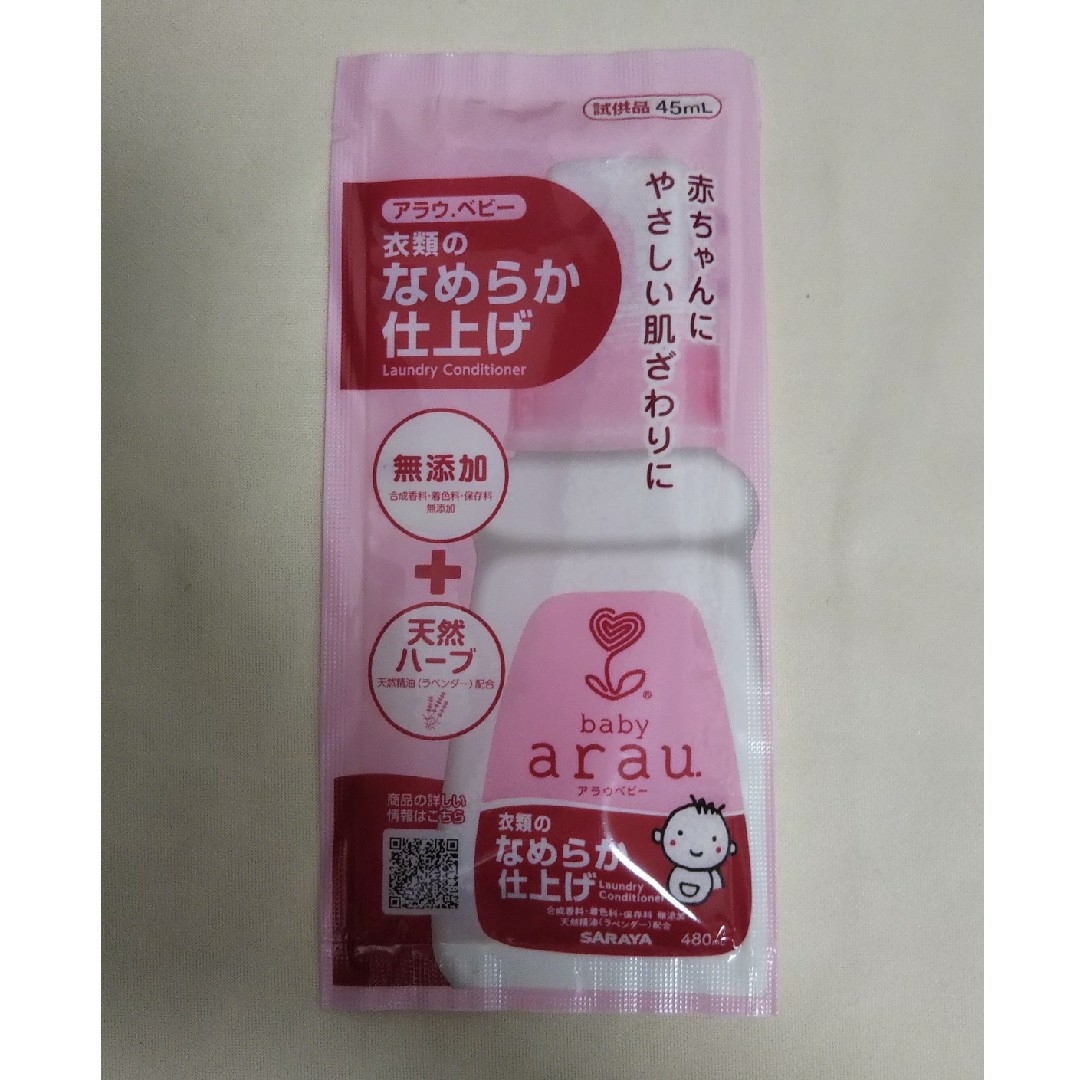 試供品 45mL
赤ちゃんに
やさしい肌ざわりに
アラウ.ベビー
衣類の
なめらか
仕上げ
Laundry Conditioner
無添加
合成香料・着色料・保存料
無添加
天然
ハーブ
天然精油（ラベンダー）配合
商品の詳しい
情報はこちら
baby
arau.
アラウベビー
衣類の
なめらか
仕上げ
Laundry
Conditioner
合成香料・着色料・保存料 無添加
天然精油（ラベンダー）配合
SARAYA 480mL